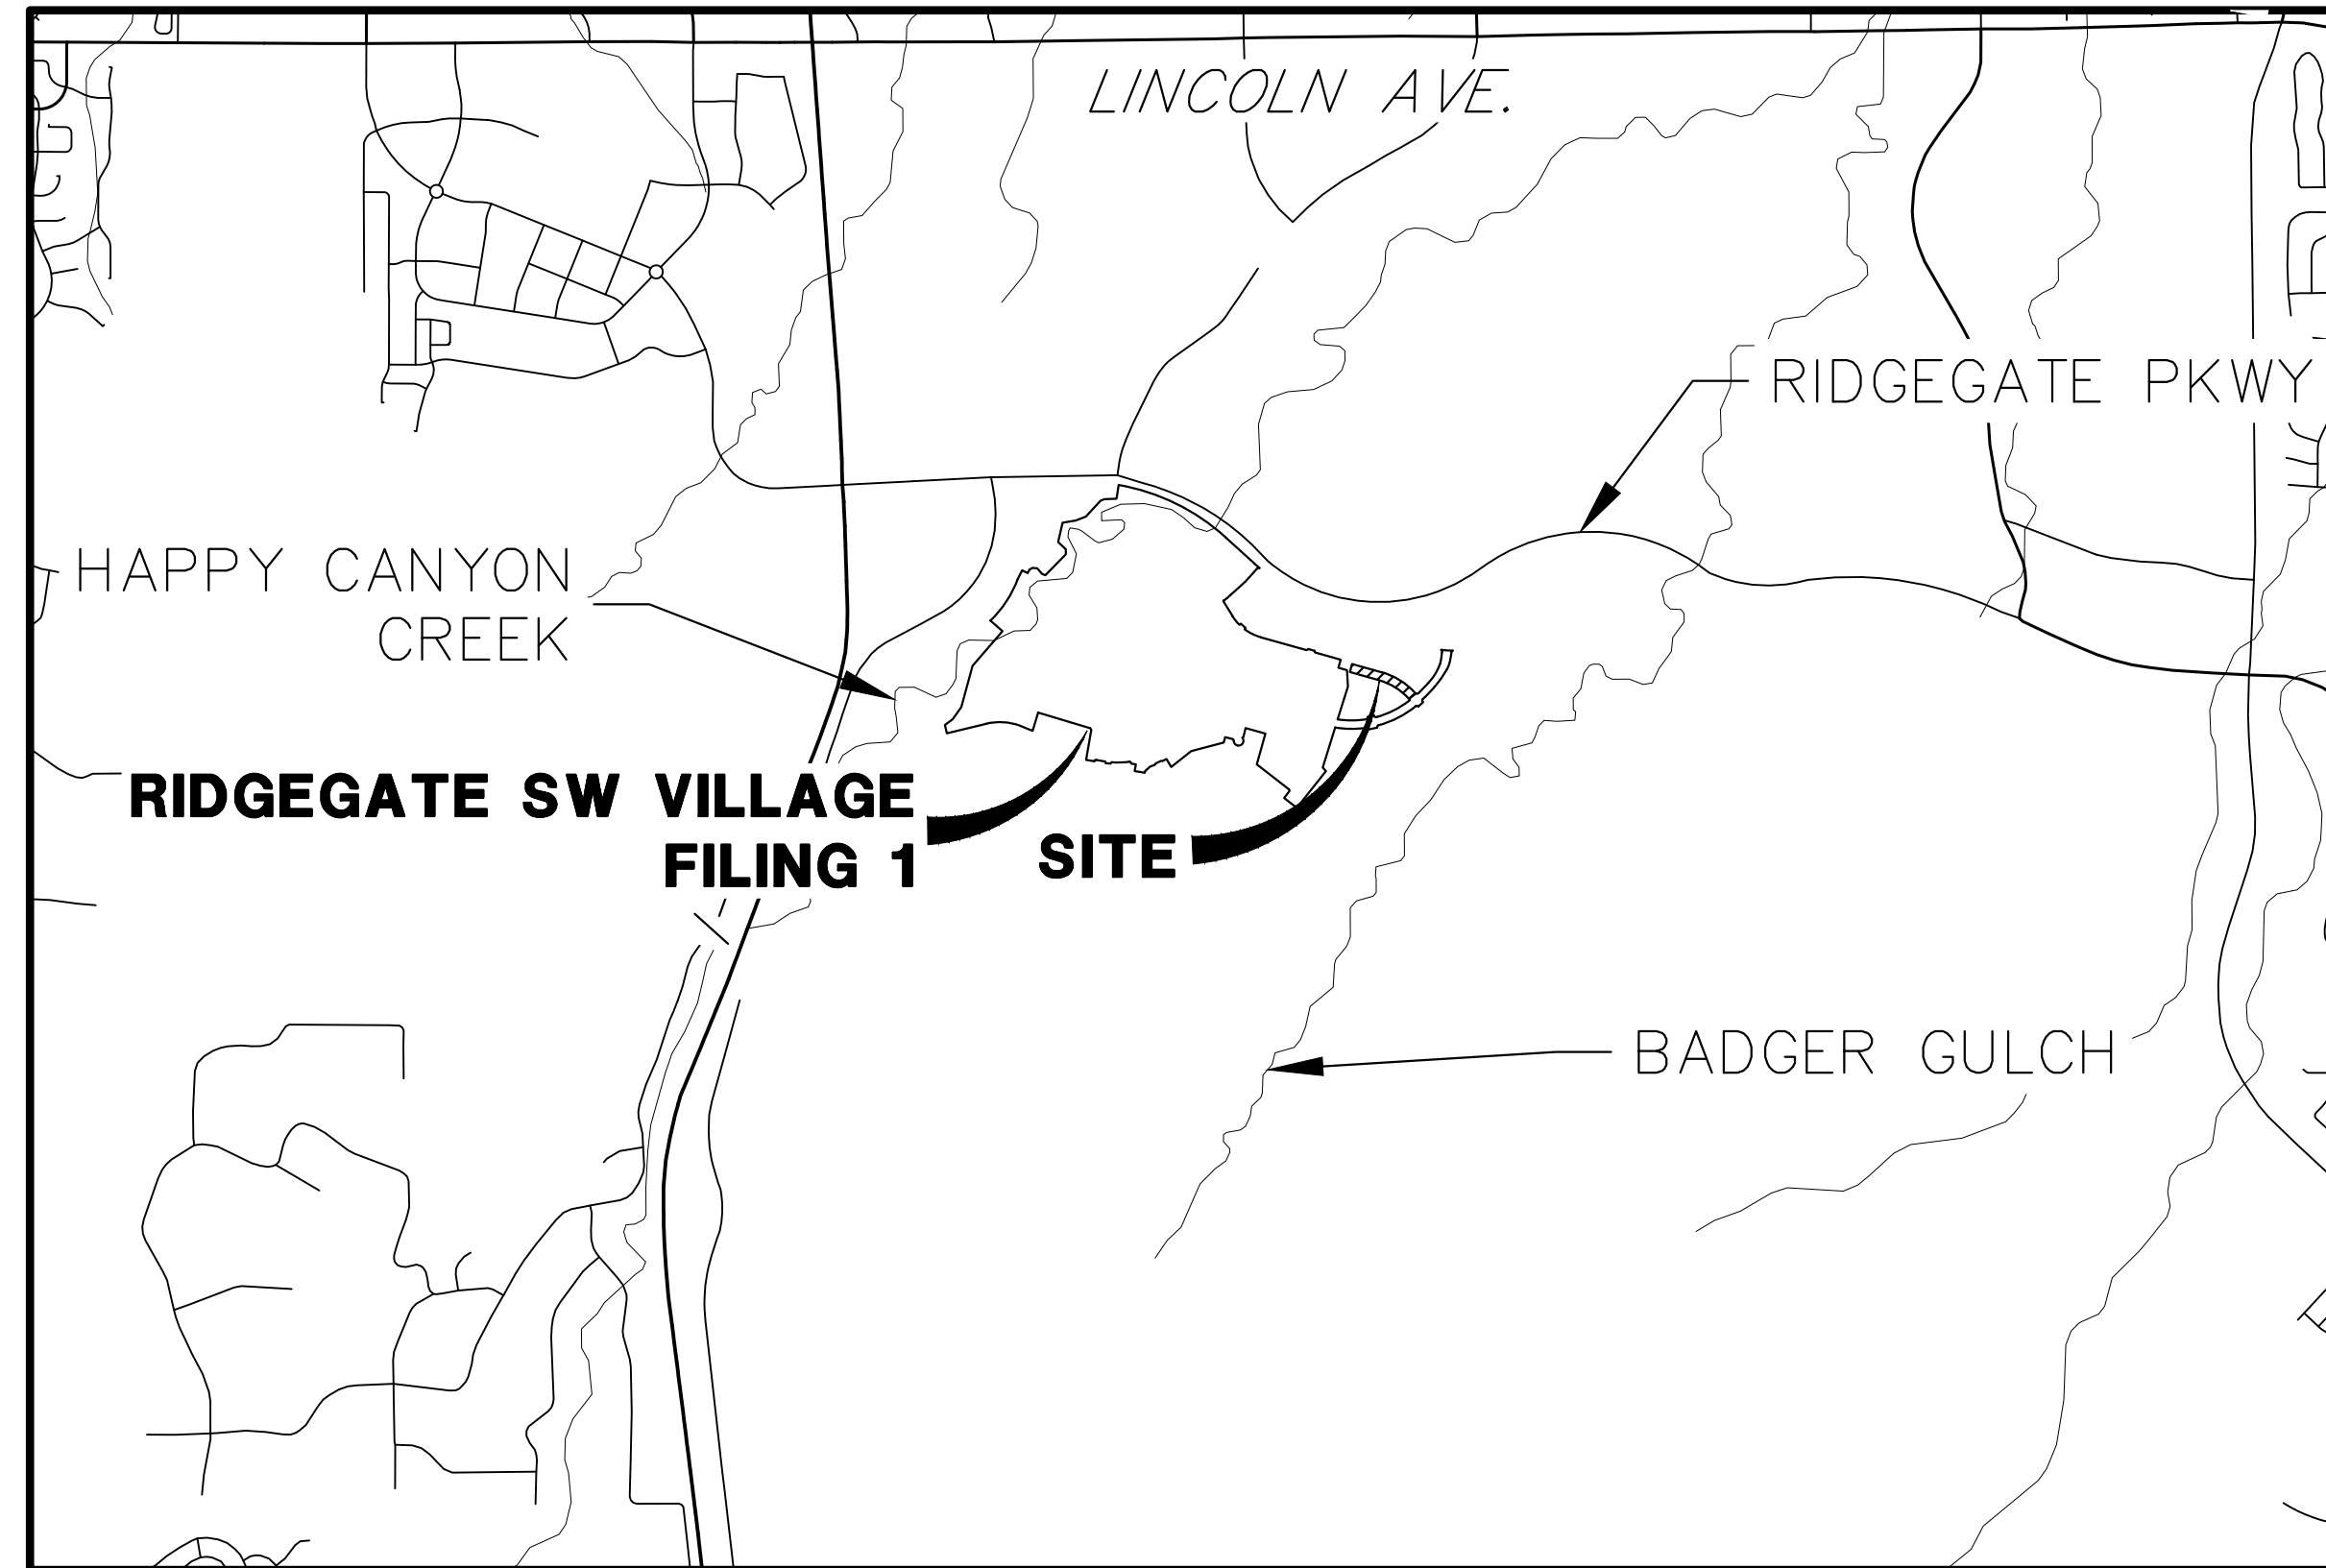 LINCOLN AVE.
RIDGEGATE PKWY
HAPPY CANYON
CREEK
RIDGEGATE SW VILLAGE
FILING 1
SITE
BADGER GULCH